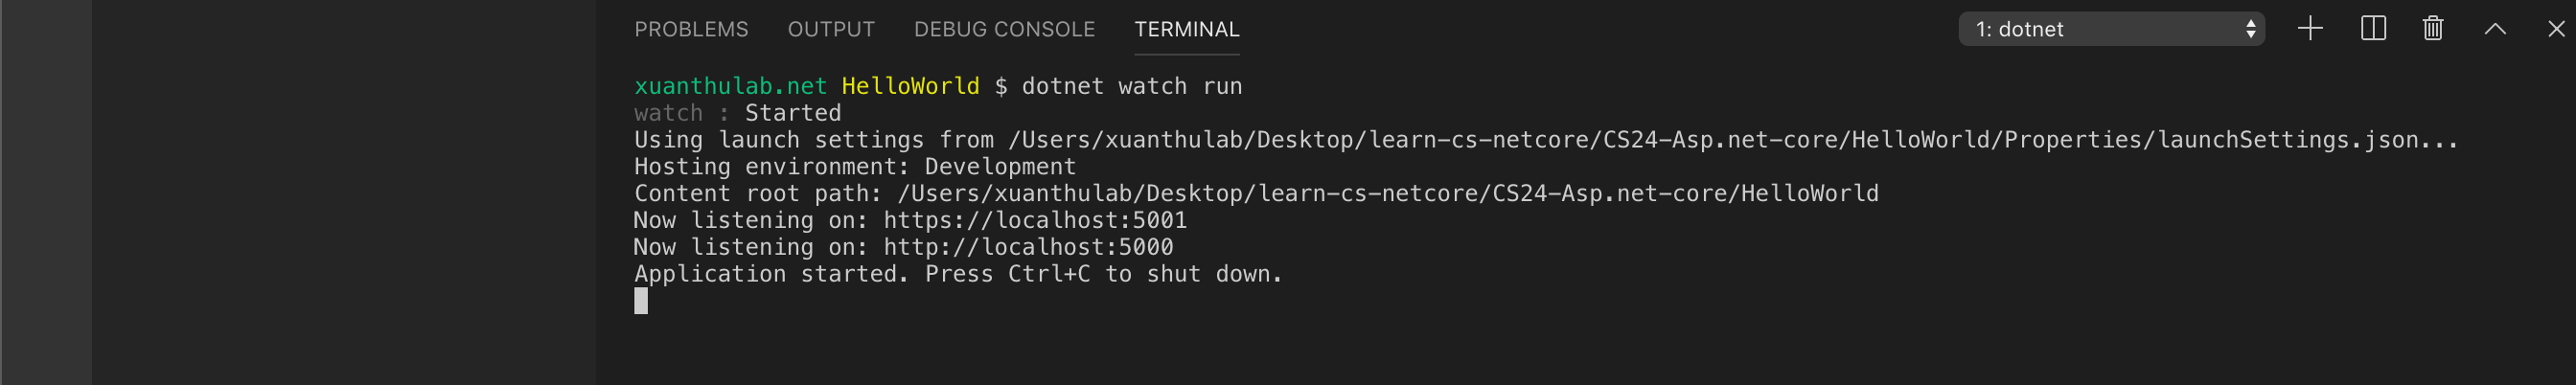 PROBLEMS OUTPUT DEBUG CONSOLE TERMINAL 1: dotnet
xuanthulab.net HelloWorld $ dotnet watch run
watch : Started
Using launch settings from /Users/xuanthulab/Desktop/learn-cs-netcore/CS24-Asp.net-core/HelloWorld/Properties/launchSettings.json...
Hosting environment: Development
Content root path: /Users/xuanthulab/Desktop/learn-cs-netcore/CS24-Asp.net-core/HelloWorld
Now listening on: https://localhost:5001
Now listening on: http://localhost:5000
Application started. Press Ctrl+C to shut down.